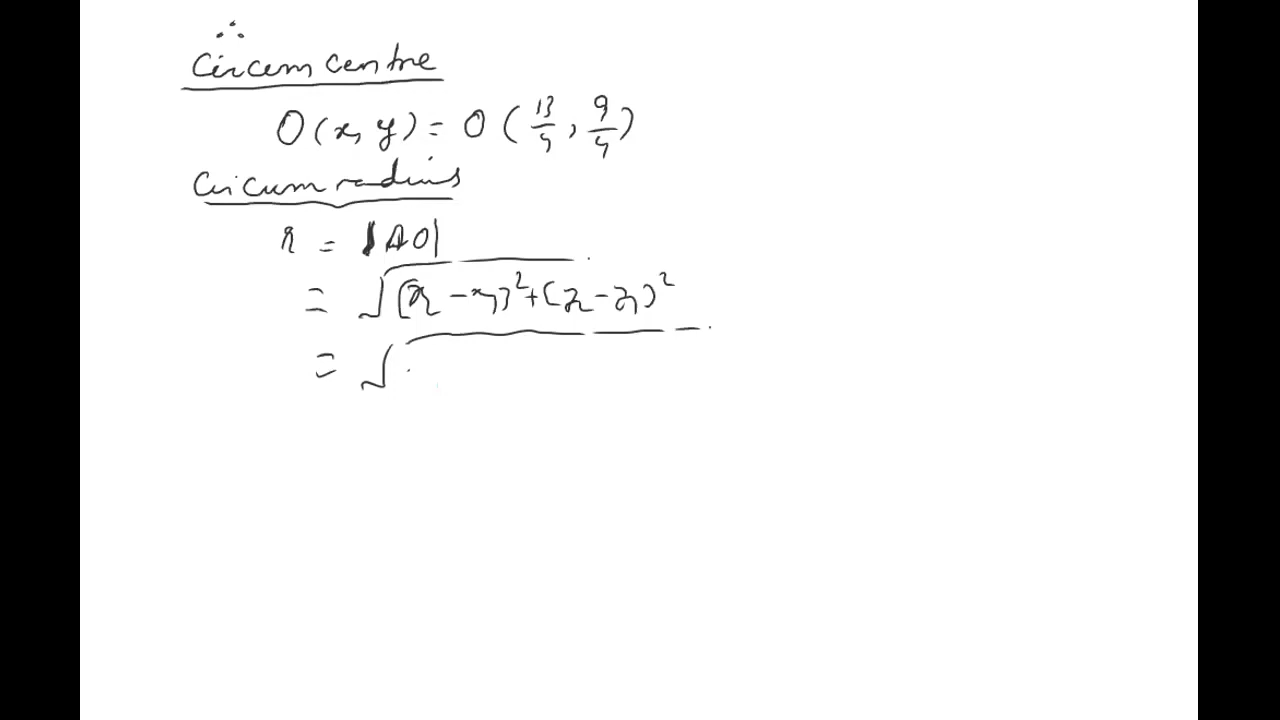 ∴
Circum centre
O(x, y) = O(13/4, 9/4)
Circum radius
r = |AO|
= √(x₂ - x₁)² + (y₂ - y₁)²
= √